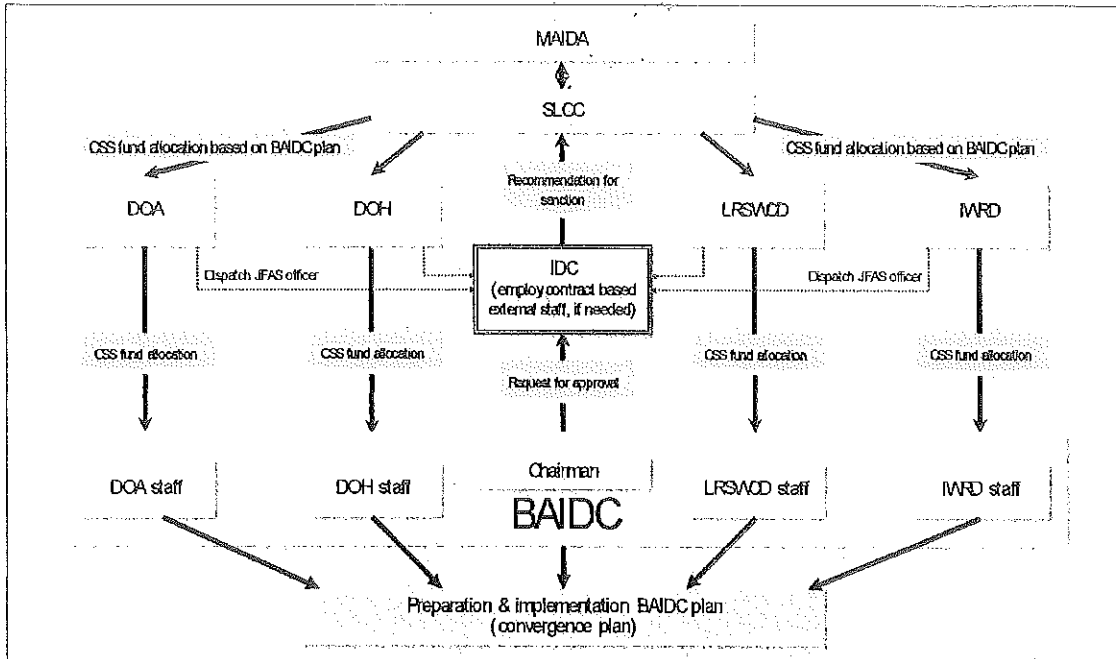 MAIDA
SLCC
CSS fund allocation based on BAIDC plan
CSS fund allocation based on BAIDC plan
Recommendation for
sanction
DOA
DOH
LRSWCD
IWRD
IDC
(employ contract based
external staff, if needed)
Dispatch JFAS officer
Dispatch JFAS officer
CSS fund allocation
CSS fund allocation
Request for approval
CSS fund allocation
CSS fund allocation
DOA staff
DOH staff
Chairman
BAIDC
LRSWCD staff
IWRD staff
Preparation & implementation BAIDC plan
(convergence plan)